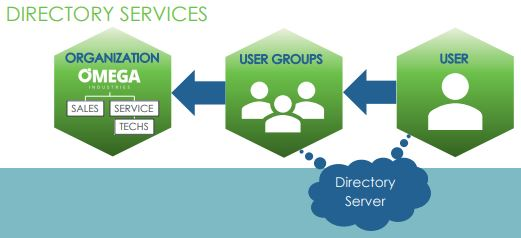 DIRECTORY SERVICES
ORGANIZATION
OMEGA
INDUSTRIES
SALES
SERVICE
TECHS
USER GROUPS
USER
Directory
Server